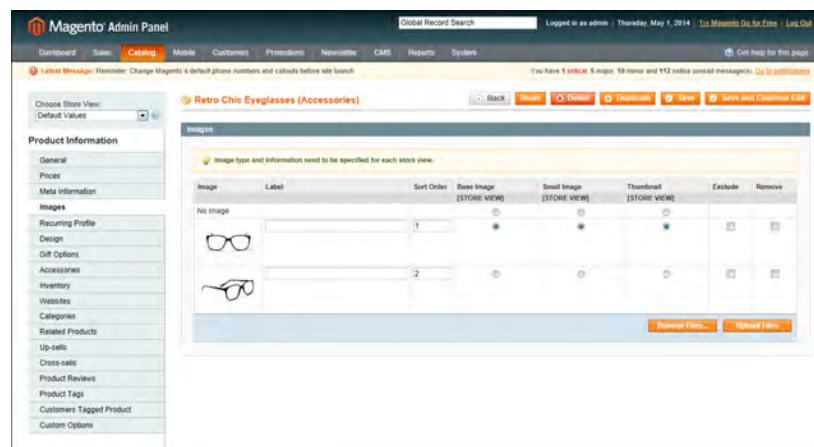 Magento Admin Panel
Global Record Search
Logged in as admin | Thursday, May 1, 2014 | Try Magento Go for Free | Log Out
Dashboard Sales Catalog Mobile Customers Promotions Newsletter CMS Reports System
Get help for this page
Latest Message: Reminder: Change Magento's default phone numbers and callouts before site launch
You have 1 critical, 5 major, 19 minor and 112 notice unread message(s). Go to notifications
Choose Store View:
Default Values
Product Information
General
Prices
Meta Information
Images
Recurring Profile
Design
Gift Options
Accessories
Inventory
Websites
Categories
Related Products
Up-sells
Cross-sells
Product Reviews
Product Tags
Customers Tagged Product
Custom Options
Retro Chic Eyeglasses (Accessories)
Back Reset Delete Duplicate Save Save and Continue Edit
Images
Image type and information need to be specified for each store view.
Image Label Sort Order Base Image Small Image Thumbnail Exclude Remove
[STORE VIEW] [STORE VIEW] [STORE VIEW]
No image
1
2
Browse Files... Upload Files